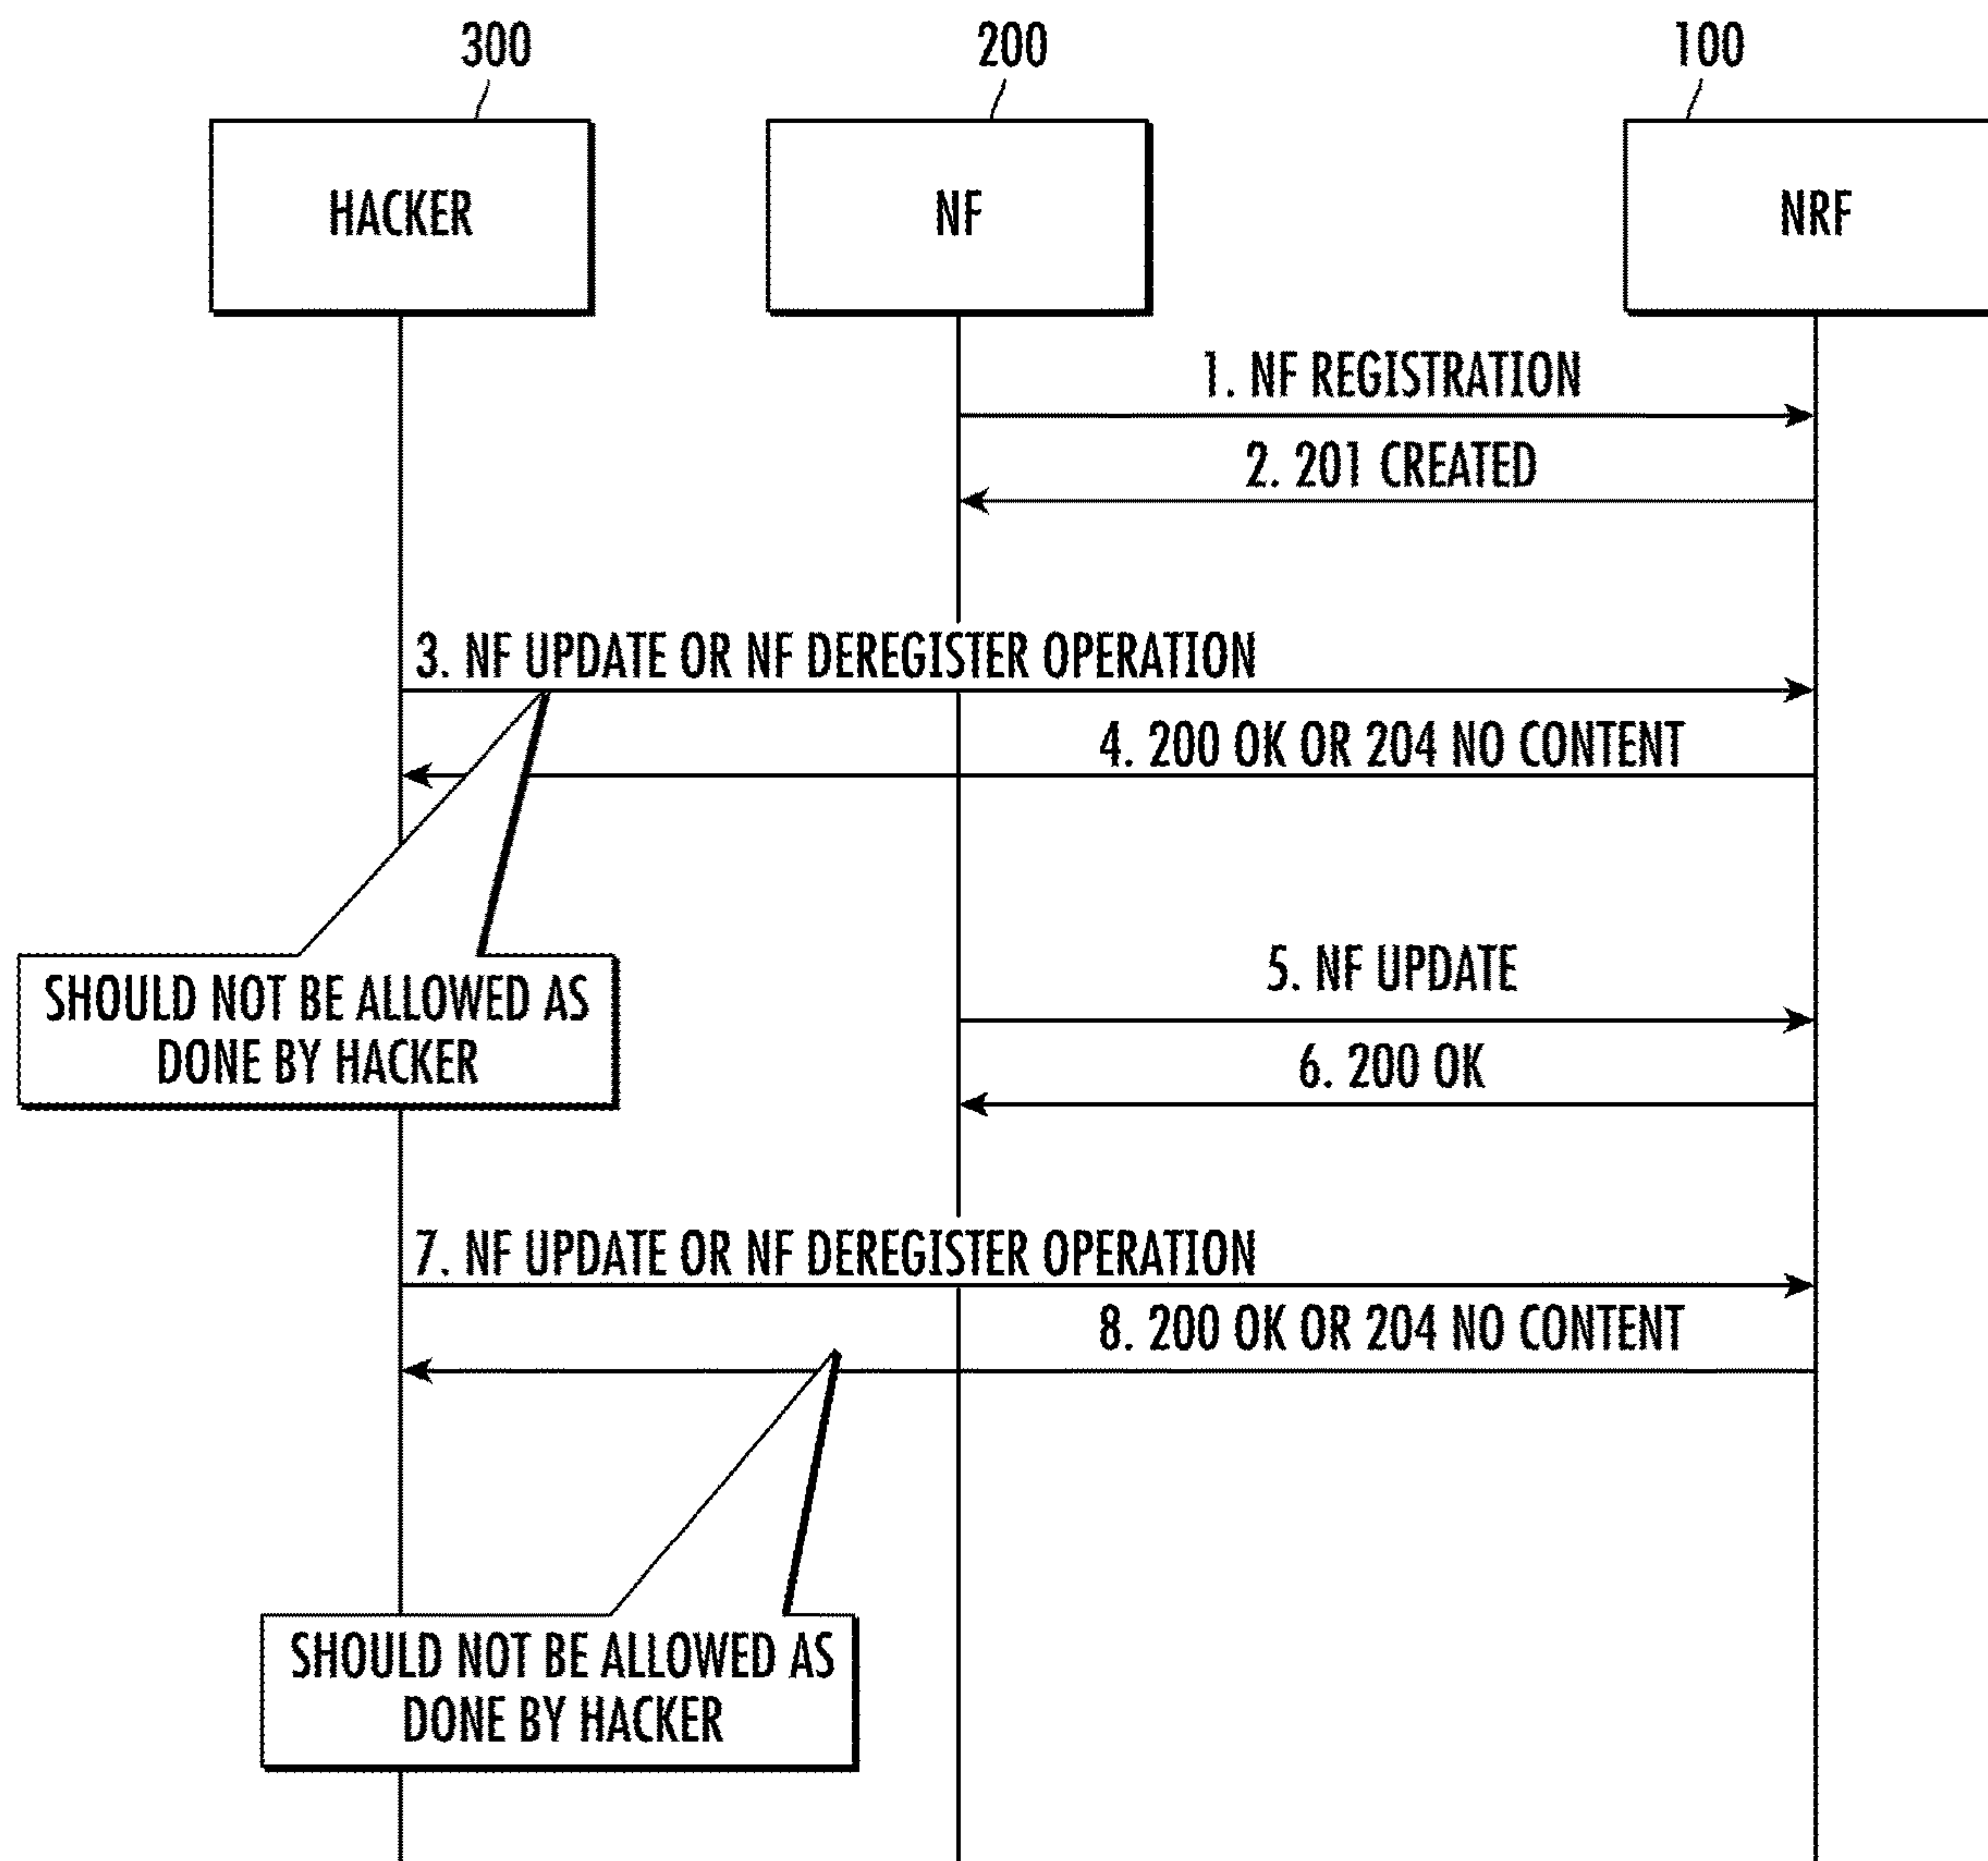 300
200
100
HACKER
NF
NRF
1. NF REGISTRATION
2. 201 CREATED
3. NF UPDATE OR NF DEREGISTER OPERATION
4. 200 OK OR 204 NO CONTENT
SHOULD NOT BE ALLOWED AS
DONE BY HACKER
5. NF UPDATE
6. 200 OK
7. NF UPDATE OR NF DEREGISTER OPERATION
8. 200 OK OR 204 NO CONTENT
SHOULD NOT BE ALLOWED AS
DONE BY HACKER